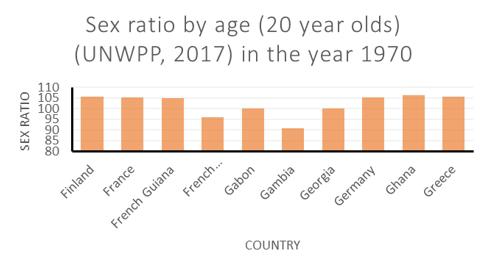 Sex ratio by age (20 year olds)
(UNWPP, 2017) in the year 1970
SEX RATIO
110
105
100
95
90
85
80
Finland
France
French Guiana
French...
Gabon
Gambia
Georgia
Germany
Ghana
Greece
COUNTRY